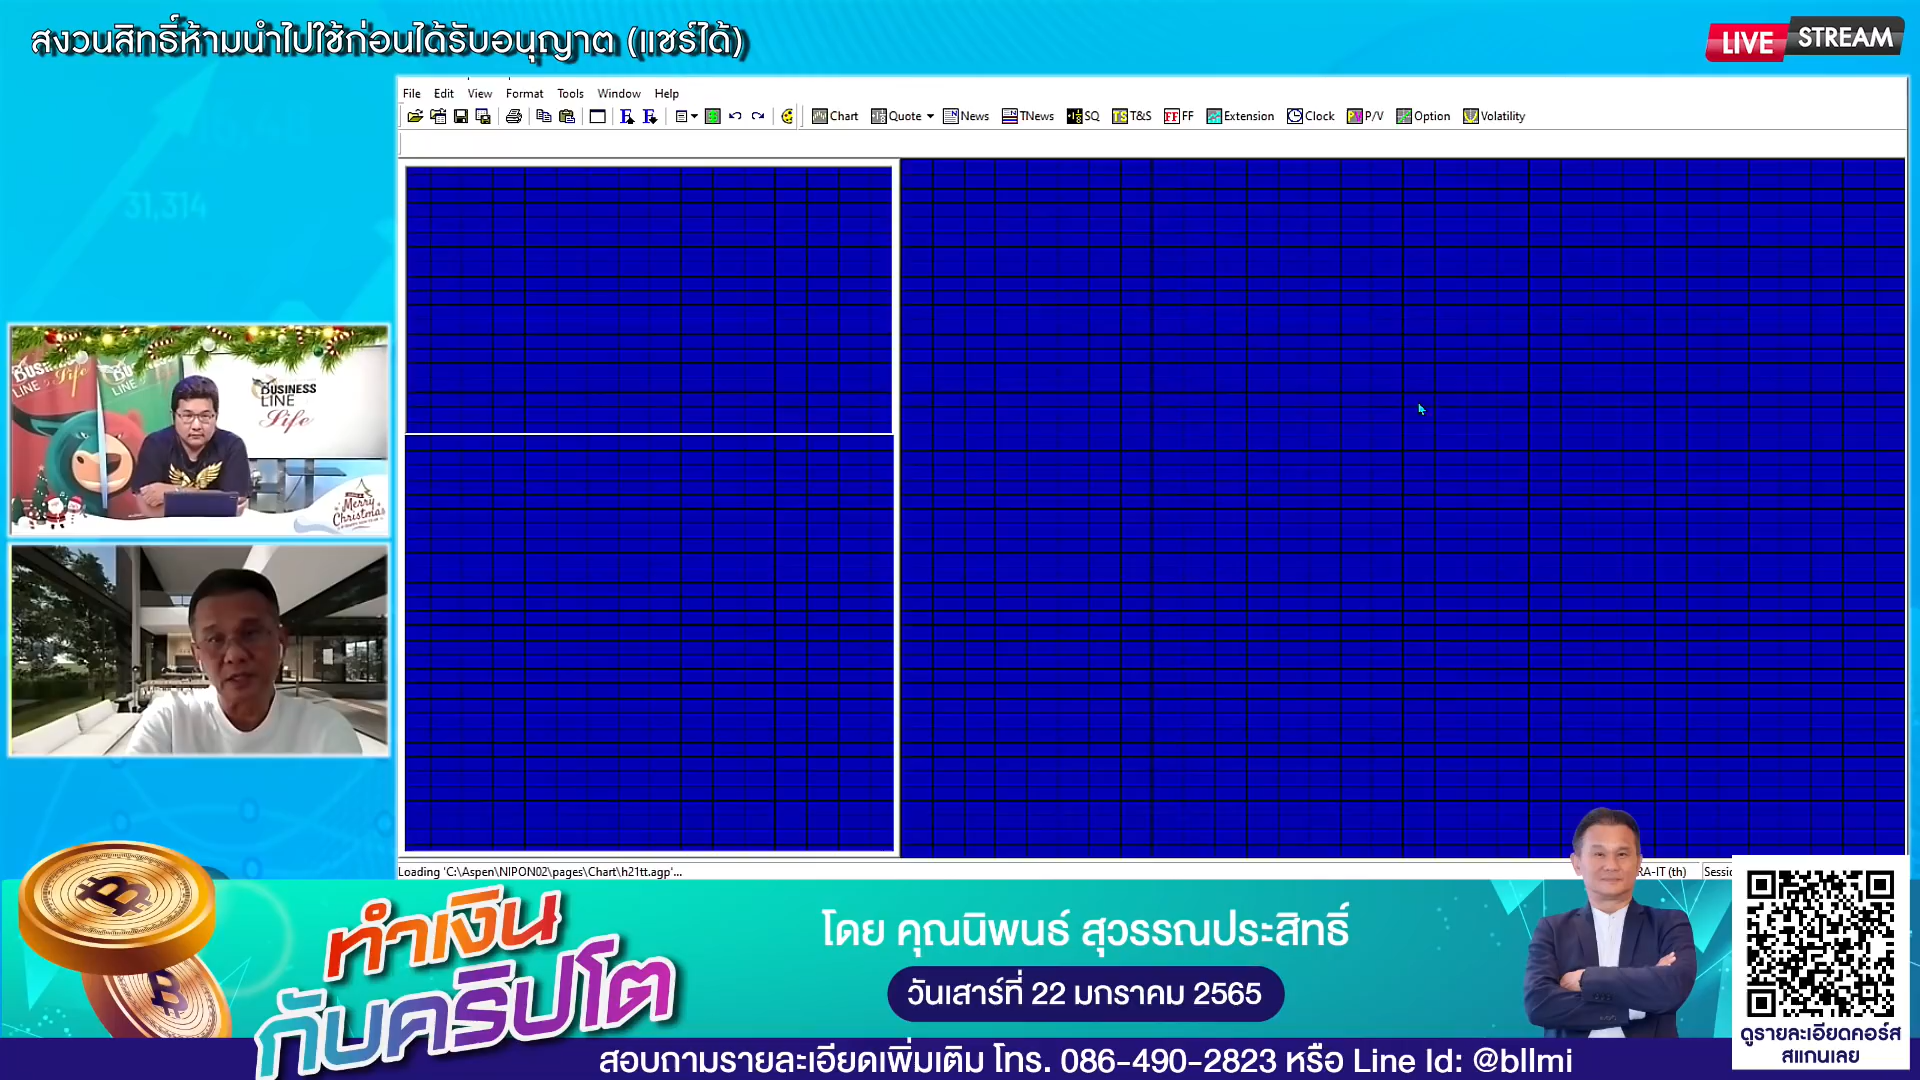 สงวนสิทธิ์ห้ามนำไปใช้ก่อนได้รับอนุญาต (แชร์ได้)
LIVE STREAM
File Edit View Format Tools Window Help
Chart Quote News TNews SQ T&S FF Extension Clock P/V Option Volatility
31,314
BUSINESS
LINE
Life
Merry
Christmas
Loading 'C:\Aspen\NIPON02\pages\Chart\h21tt.agp'...
RA-IT (th)
ทำเงิน
กับคริปโต
โดย คุณนิพนธ์ สุวรรณประสิทธิ์
วันเสาร์ที่ 22 มกราคม 2565
ดูรายละเอียดคอร์ส
สแกนเลย
สอบถามรายละเอียดเพิ่มเติม โทร. 086-490-2823 หรือ Line Id: @bllmi